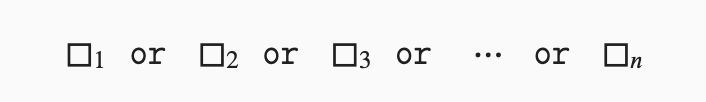 □₁ or □₂ or □₃ or ⋯ or □ₙ